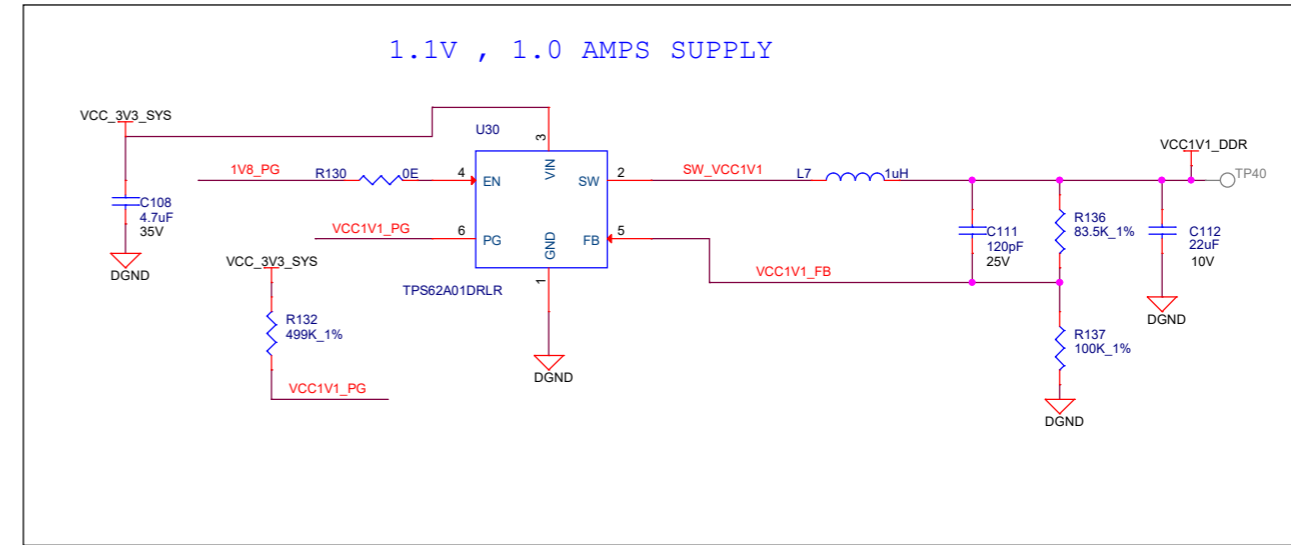 1.1V , 1.0 AMPS SUPPLY
VCC_3V3_SYS
C108
4.7uF
35V
DGND
1V8_PG
R130
0E
VCC1V1_PG
VCC_3V3_SYS
R132
499K_1%
VCC1V1_PG
U30
3
VIN
4
EN
SW
2
6
PG
FB
5
GND
1
TPS62A01DRLR
DGND
SW_VCC1V1
L7
1uH
VCC1V1_FB
C111
120pF
25V
R136
83.5K_1%
R137
100K_1%
DGND
VCC1V1_DDR
TP40
C112
22uF
10V
DGND